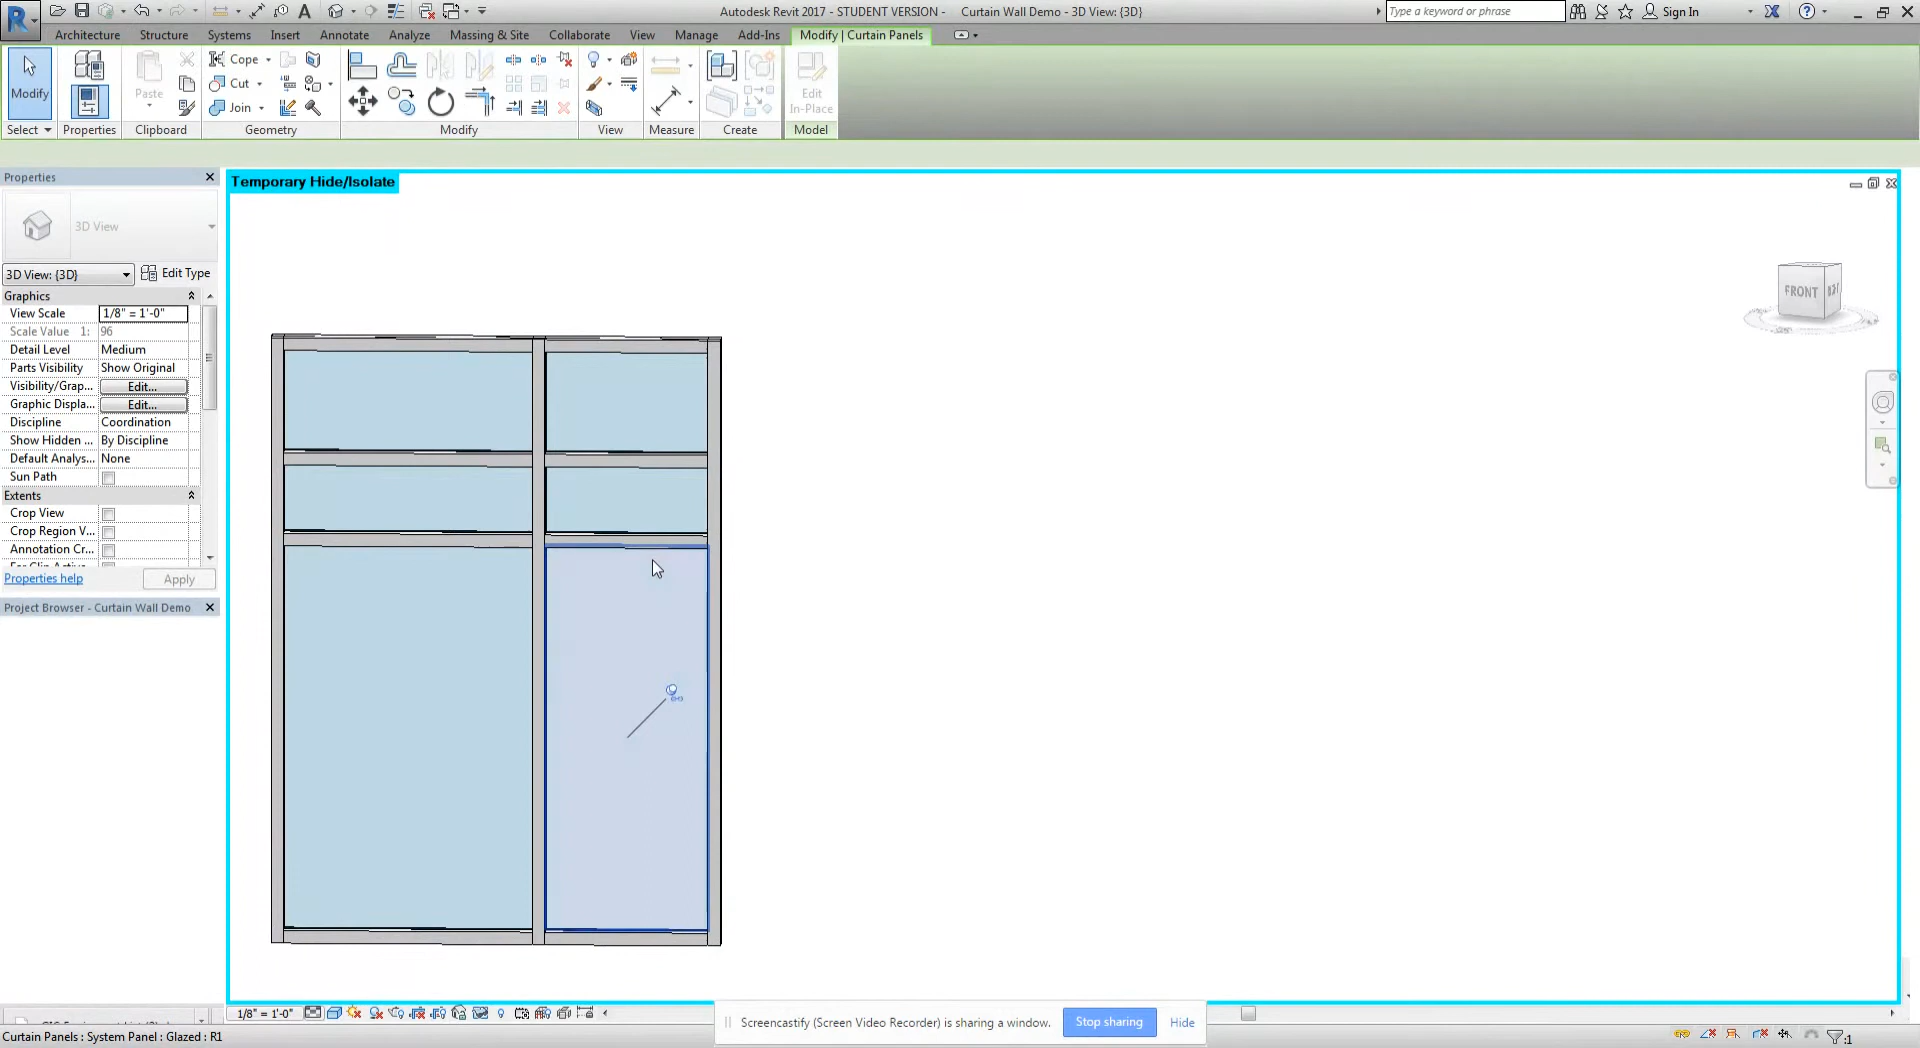 Autodesk Revit 2017 - STUDENT VERSION - Curtain Wall Demo - 3D View: {3D}
Type a keyword or phrase
Sign In
Architecture Structure Systems Insert Annotate Analyze Massing & Site Collaborate View Manage Add-Ins Modify | Curtain Panels
Modify
Paste
Cope
Cut
Join
Edit
In-Place
Select Properties Clipboard Geometry Modify View Measure Create Model
Properties
3D View
3D View: {3D} Edit Type
Graphics
View Scale 1/8" = 1'-0"
Scale Value 1: 96
Detail Level Medium
Parts Visibility Show Original
Visibility/Grap... Edit...
Graphic Displa... Edit...
Discipline Coordination
Show Hidden ... By Discipline
Default Analys... None
Sun Path
Extents
Crop View
Crop Region V...
Annotation Cr...
Properties help Apply
Project Browser - Curtain Wall Demo
Temporary Hide/Isolate
FRONT
1/8" = 1'-0"
Screencastify (Screen Video Recorder) is sharing a window. Stop sharing Hide
Curtain Panels : System Panel : Glazed : R1
:1